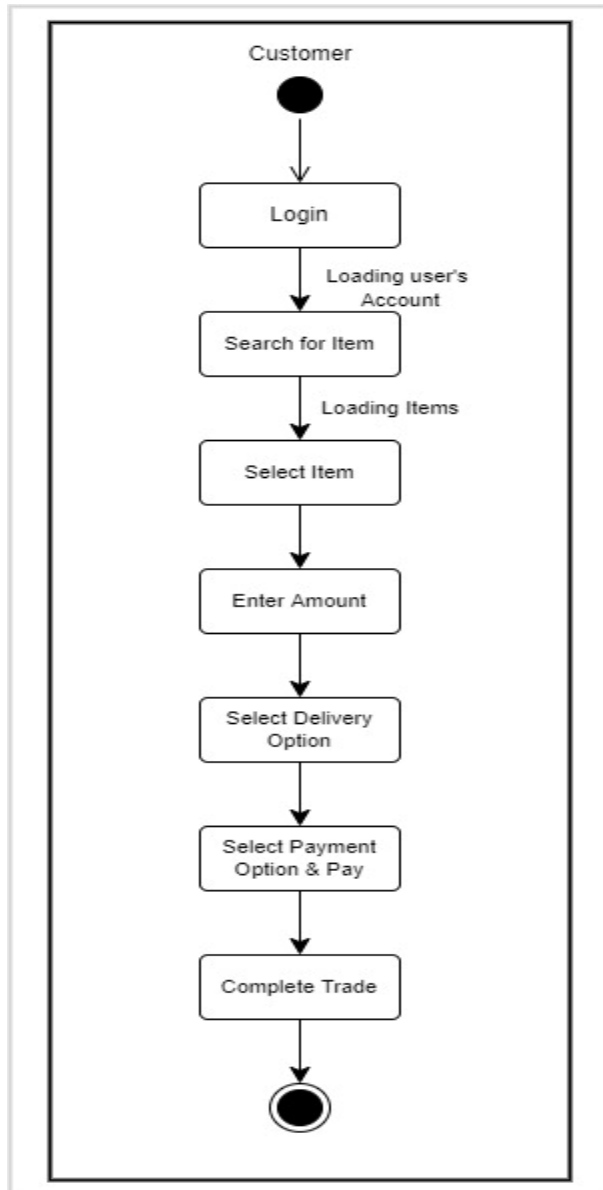 Customer
Login
Loading user's
Account
Search for Item
Loading Items
Select Item
Enter Amount
Select Delivery
Option
Select Payment
Option & Pay
Complete Trade